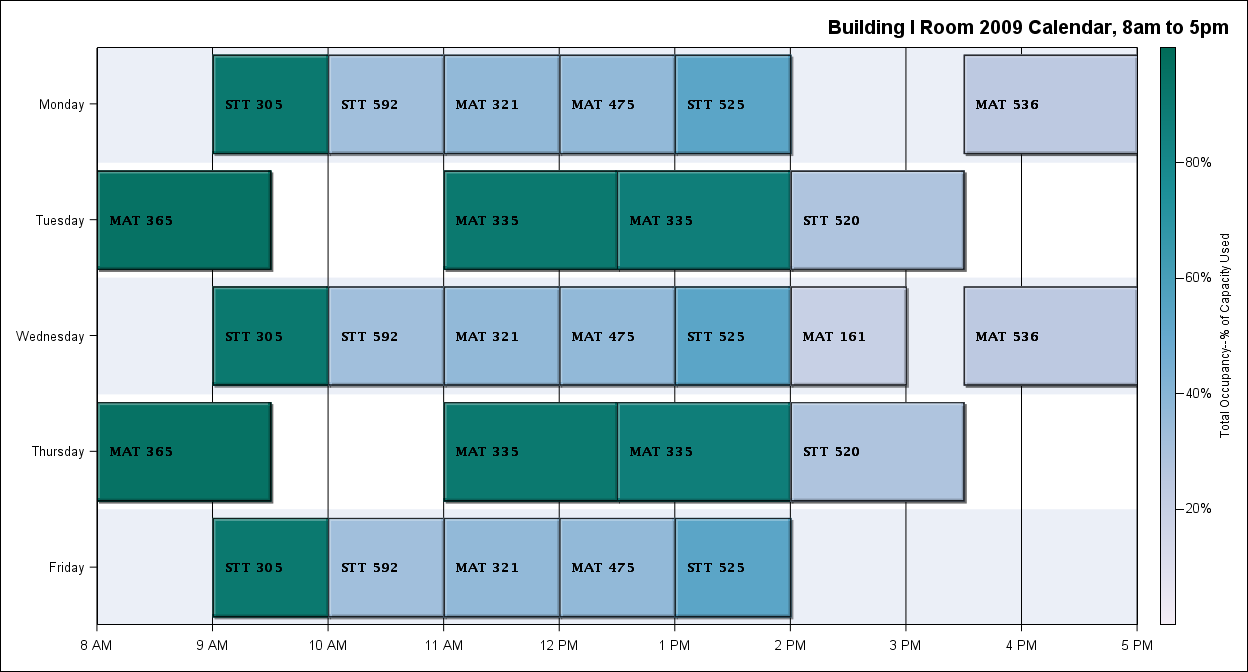 Building I Room 2009 Calendar, 8am to 5pm
Monday
STT 305
STT 592
MAT 321
MAT 475
STT 525
MAT 536
Tuesday
MAT 365
MAT 335
MAT 335
STT 520
Wednesday
STT 305
STT 592
MAT 321
MAT 475
STT 525
MAT 161
MAT 536
Thursday
MAT 365
MAT 335
MAT 335
STT 520
Friday
STT 305
STT 592
MAT 321
MAT 475
STT 525
8 AM
9 AM
10 AM
11 AM
12 PM
1 PM
2 PM
3 PM
4 PM
5 PM
80%
60%
40%
20%
Total Occupancy--% of Capacity Used